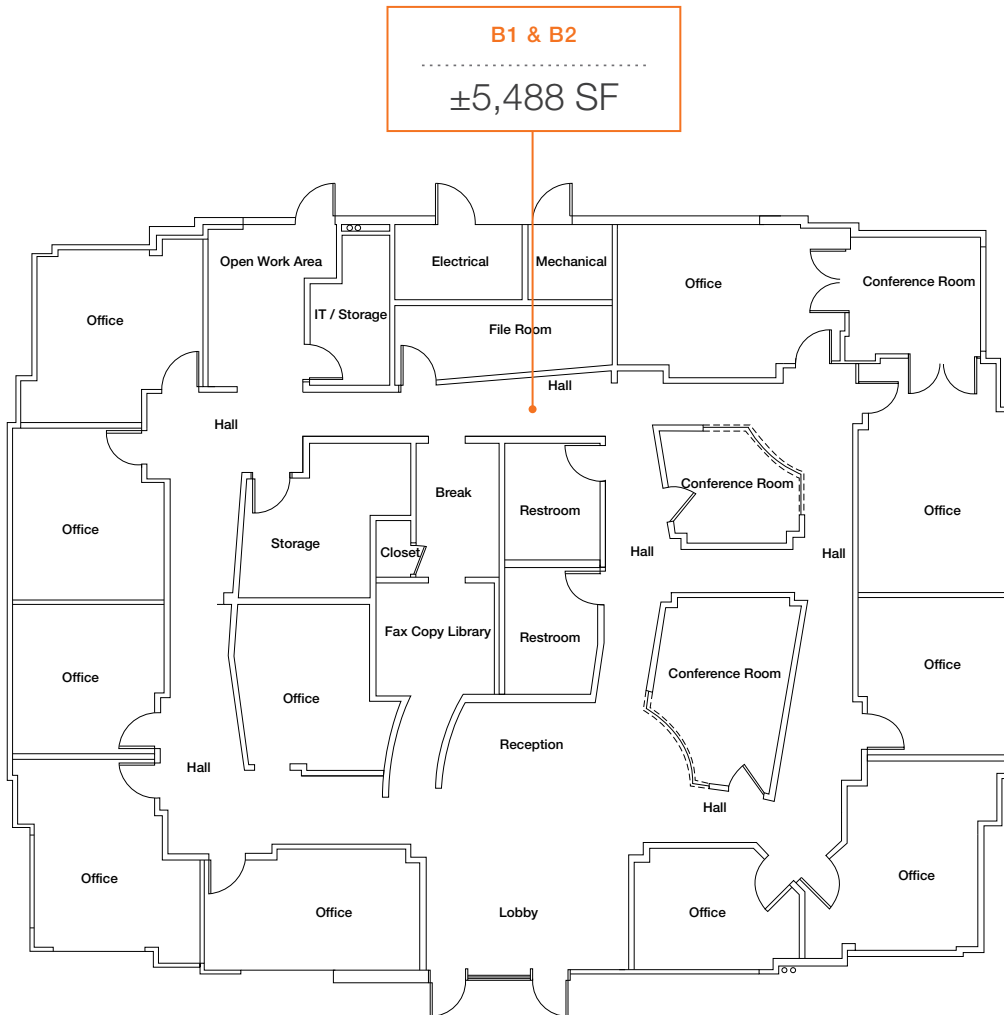 B1 & B2
±5,488 SF
Open Work Area
Electrical
Mechanical
Office
Conference Room
Office
IT / Storage
File Room
Hall
Hall
Conference Room
Break
Restroom
Office
Office
Storage
Closet
Hall
Hall
Fax Copy Library
Restroom
Office
Office
Conference Room
Office
Reception
Hall
Hall
Office
Office
Office
Lobby
Office